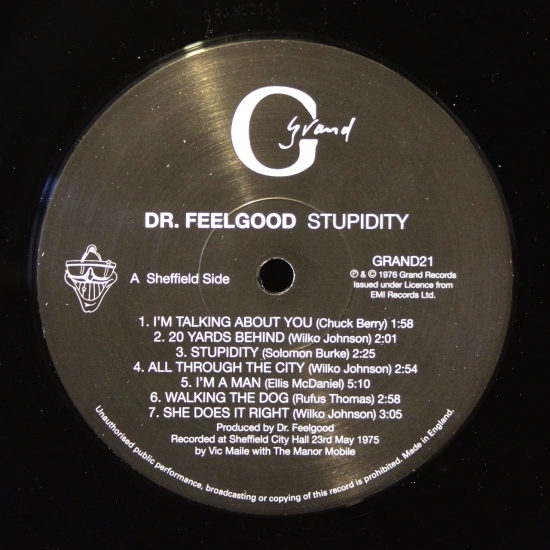 G grand
DR. FEELGOOD STUPIDITY
GRAND21
℗ & © 1976 Grand Records
Issued under Licence from
EMI Records Ltd.
A Sheffield Side
1. I'M TALKING ABOUT YOU (Chuck Berry) 1:58
2. 20 YARDS BEHIND (Wilko Johnson) 2:01
3. STUPIDITY (Solomon Burke) 2:25
4. ALL THROUGH THE CITY (Wilko Johnson) 2:54
5. I'M A MAN (Ellis McDaniel) 5:10
6. WALKING THE DOG (Rufus Thomas) 2:58
7. SHE DOES IT RIGHT (Wilko Johnson) 3:05
Produced by Dr. Feelgood
Recorded at Sheffield City Hall 23rd May 1975
by Vic Maile with The Manor Mobile
Unauthorised public performance, broadcasting or copying of this record is prohibited. Made in England.